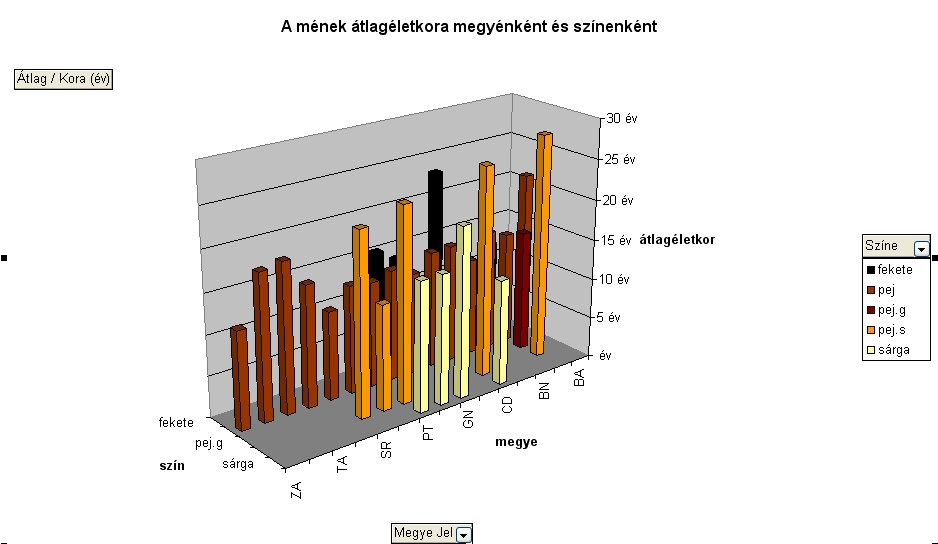 A mének átlagéletkora megyénként és színenként
Átlag / Kora (év)
30 év
25 év
20 év
15 év
10 év
5 év
év
átlagéletkor
Színe
fekete
pej
pej.g
pej.s
sárga
fekete
pej.g
sárga
szín
ZA
TA
SR
PT
GN
CD
BN
BA
megye
Megye Jel